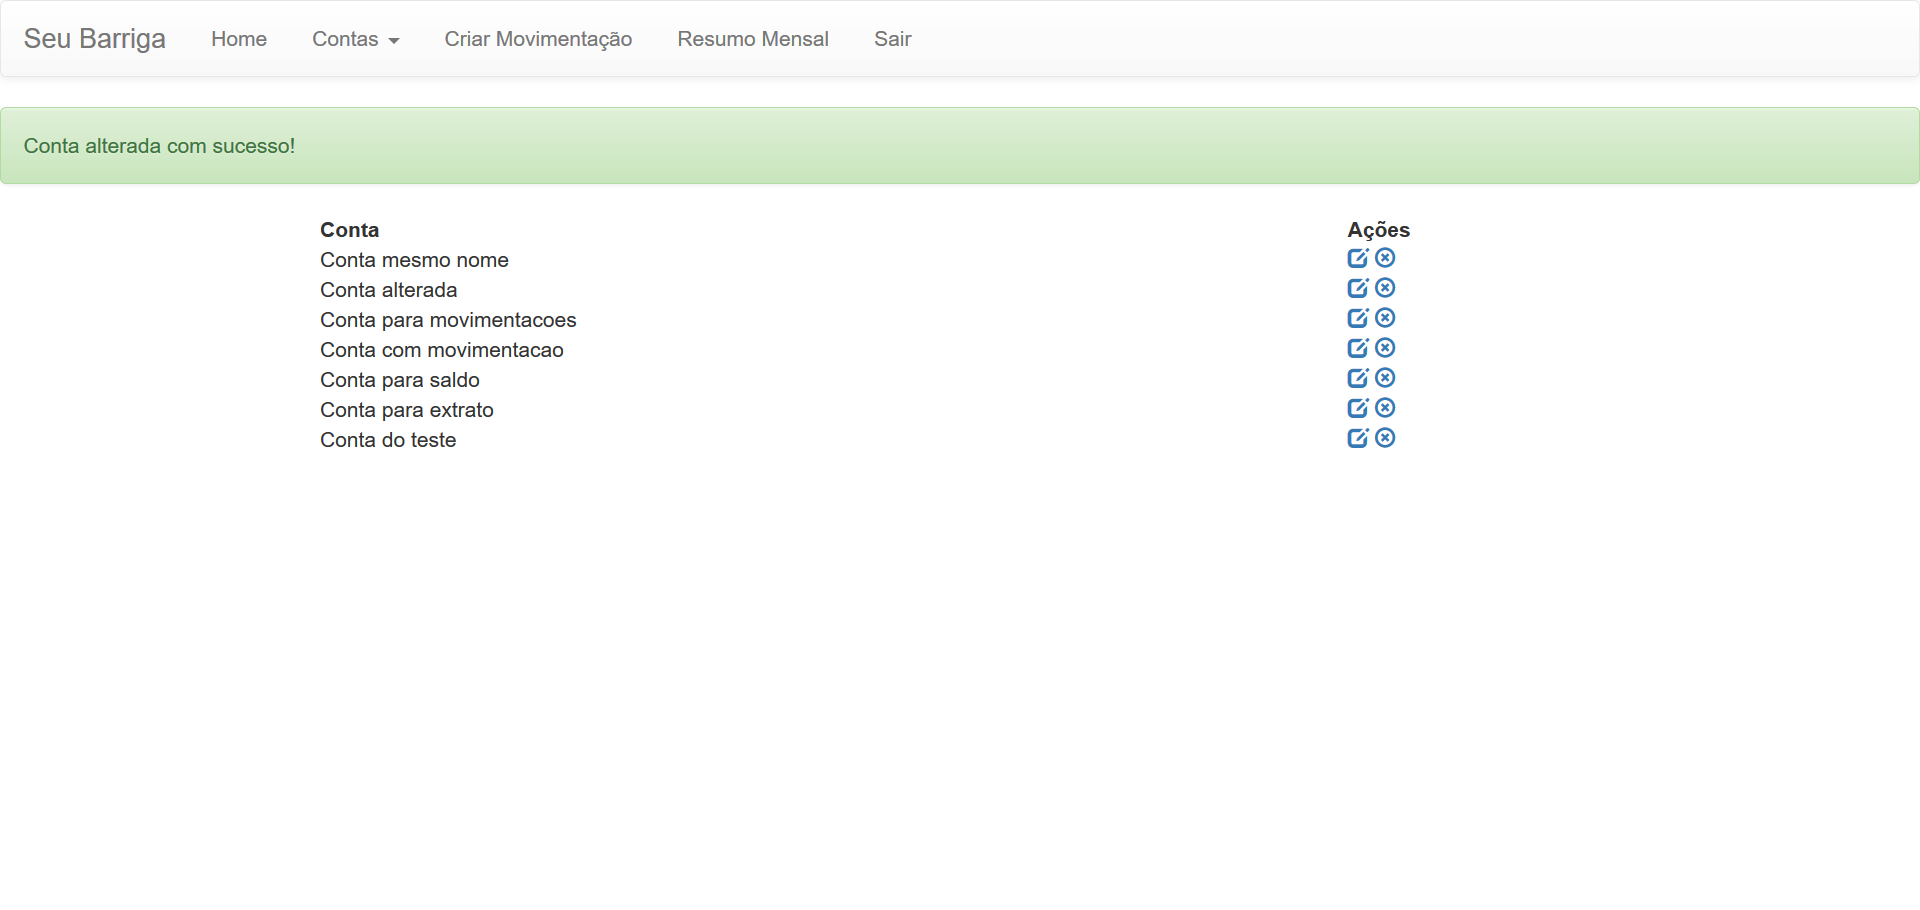 Seu Barriga Home Contas Criar Movimentação Resumo Mensal Sair
Conta alterada com sucesso!
Conta Ações
Conta mesmo nome
Conta alterada
Conta para movimentacoes
Conta com movimentacao
Conta para saldo
Conta para extrato
Conta do teste